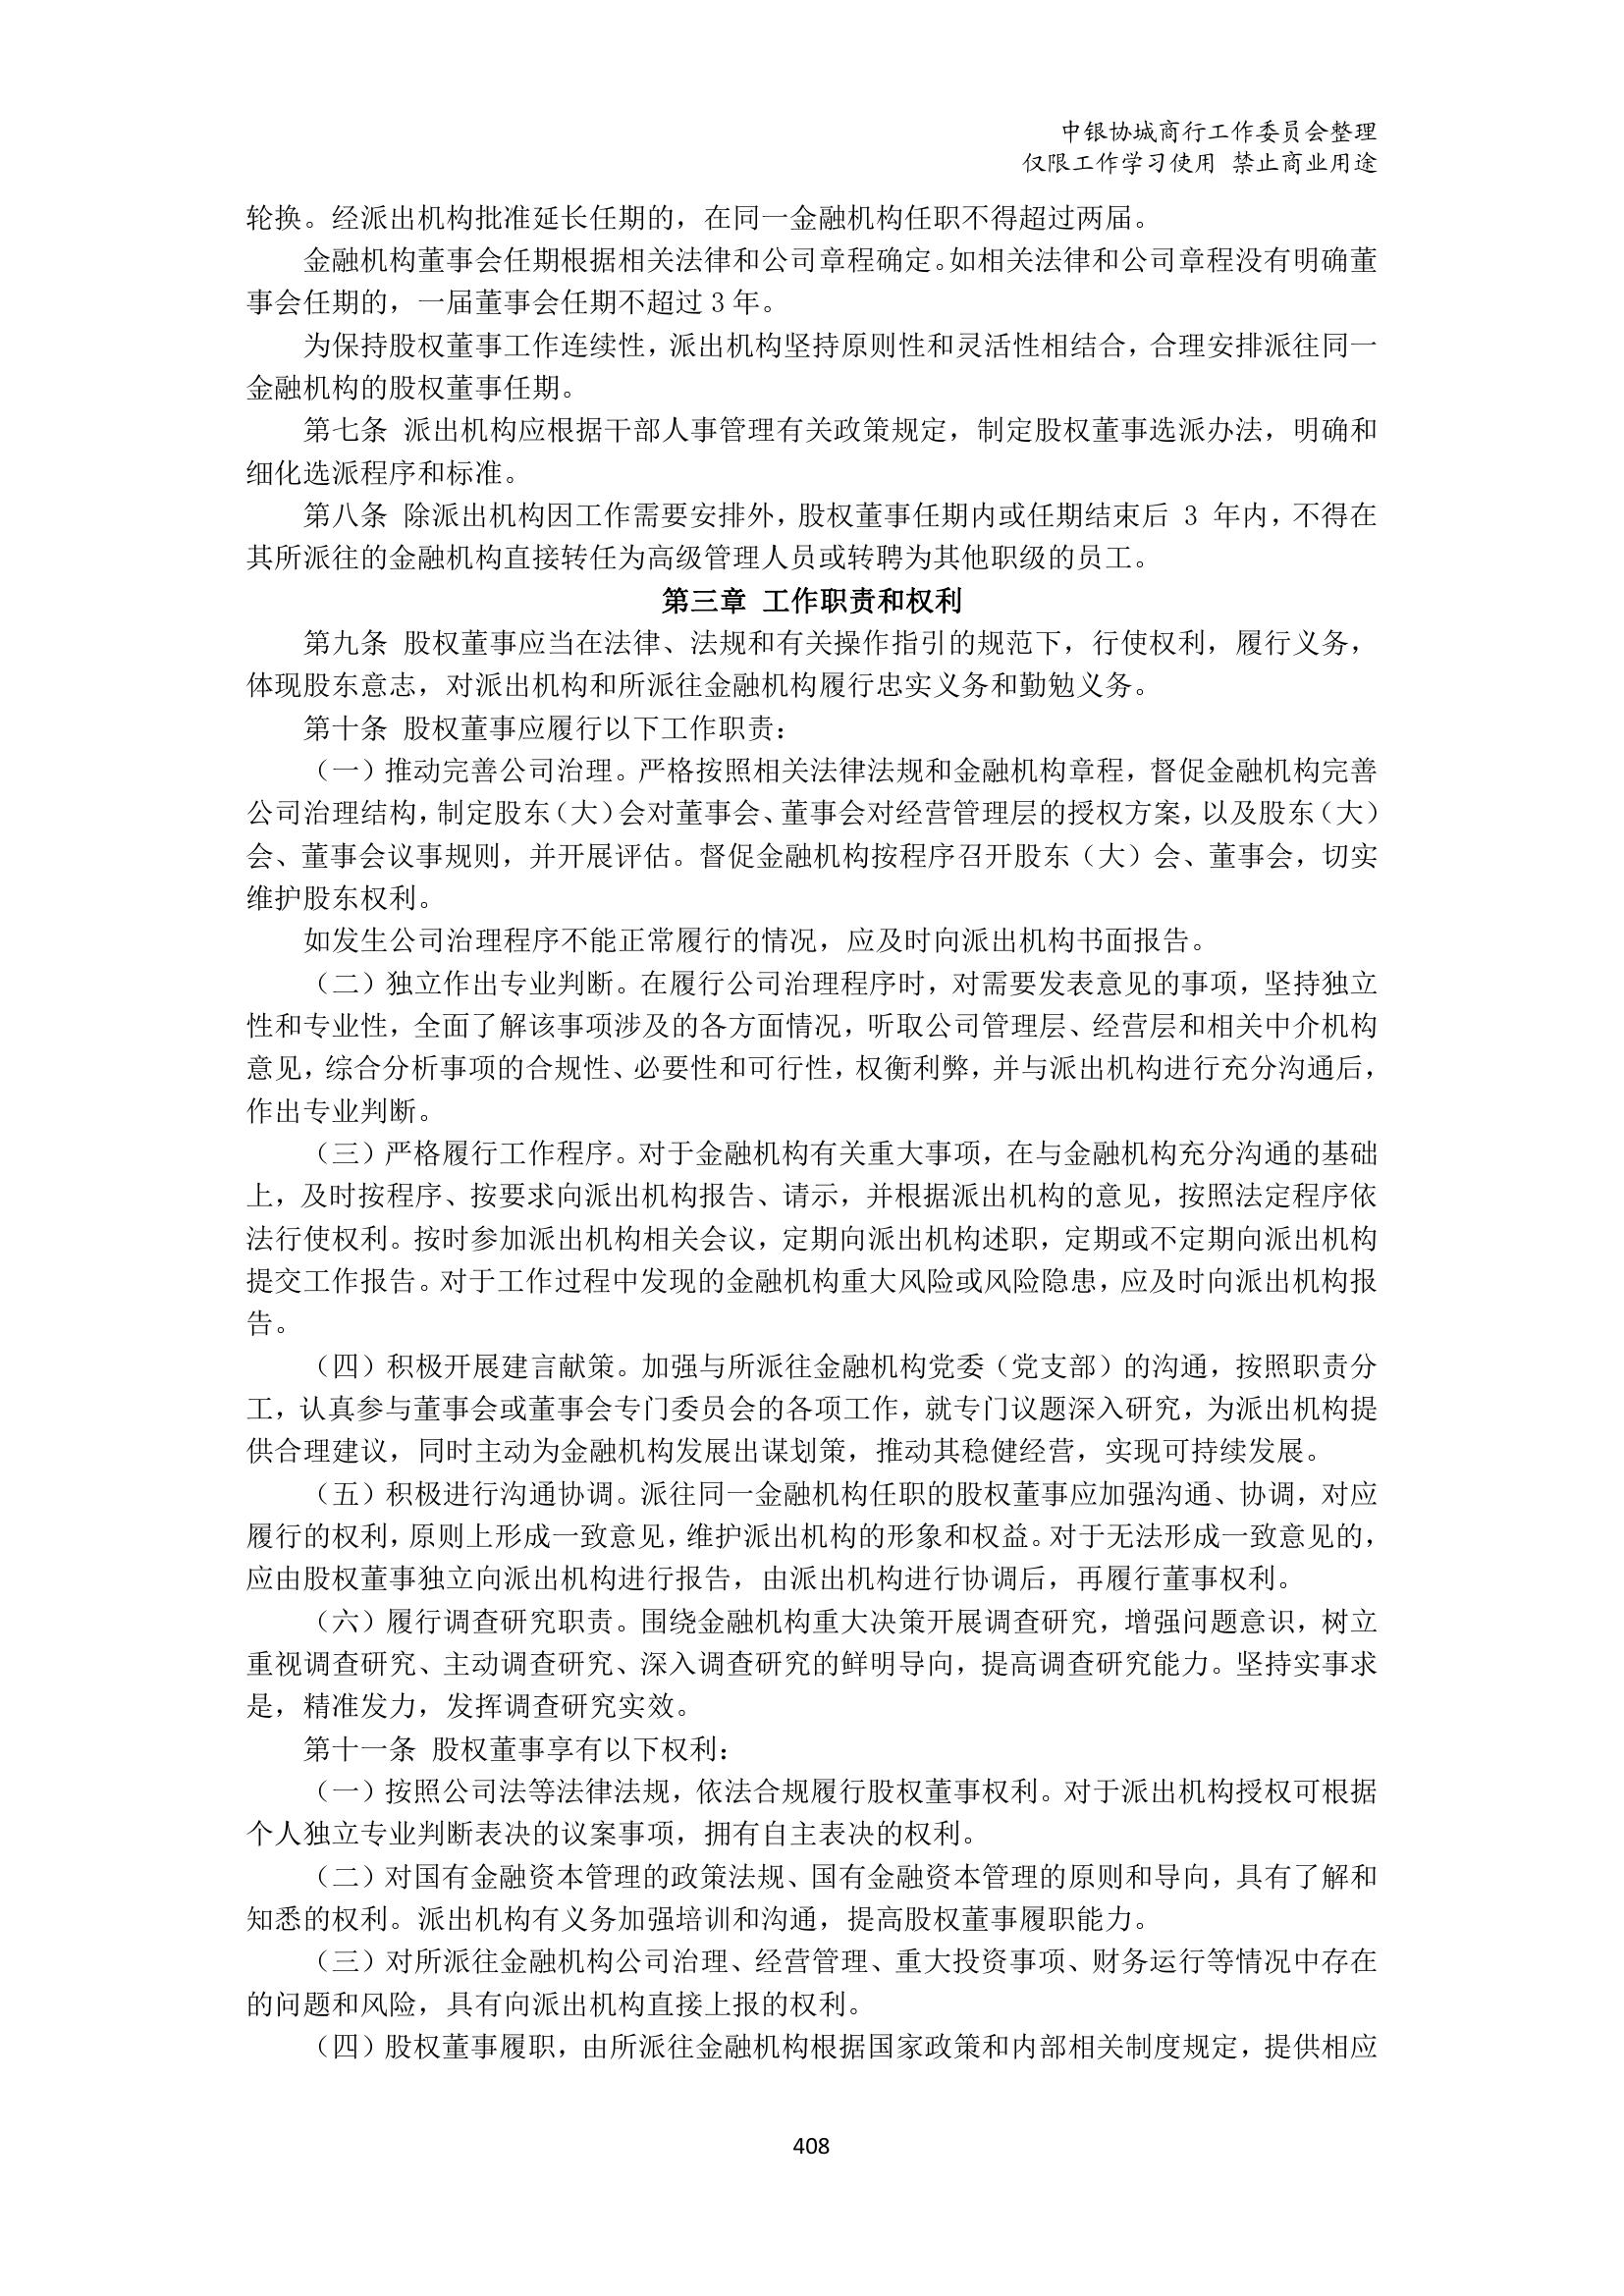 中银协城商行工作委员会整理
仅限工作学习使用 禁止商业用途
轮换。经派出机构批准延长任期的，在同一金融机构任职不得超过两届。
金融机构董事会任期根据相关法律和公司章程确定。如相关法律和公司章程没有明确董
事会任期的，一届董事会任期不超过 3 年。
为保持股权董事工作连续性，派出机构坚持原则性和灵活性相结合，合理安排派往同一
金融机构的股权董事任期。
第七条 派出机构应根据干部人事管理有关政策规定，制定股权董事选派办法，明确和
细化选派程序和标准。
第八条 除派出机构因工作需要安排外，股权董事任期内或任期结束后 3 年内，不得在
其所派往的金融机构直接转任为高级管理人员或转聘为其他职级的员工。
第三章 工作职责和权利
第九条 股权董事应当在法律、法规和有关操作指引的规范下，行使权利，履行义务，
体现股东意志，对派出机构和所派往金融机构履行忠实义务和勤勉义务。
第十条 股权董事应履行以下工作职责：
（一）推动完善公司治理。严格按照相关法律法规和金融机构章程，督促金融机构完善
公司治理结构，制定股东（大）会对董事会、董事会对经营管理层的授权方案，以及股东（大）
会、董事会议事规则，并开展评估。督促金融机构按程序召开股东（大）会、董事会，切实
维护股东权利。
如发生公司治理程序不能正常履行的情况，应及时向派出机构书面报告。
（二）独立作出专业判断。在履行公司治理程序时，对需要发表意见的事项，坚持独立
性和专业性，全面了解该事项涉及的各方面情况，听取公司管理层、经营层和相关中介机构
意见，综合分析事项的合规性、必要性和可行性，权衡利弊，并与派出机构进行充分沟通后，
作出专业判断。
（三）严格履行工作程序。对于金融机构有关重大事项，在与金融机构充分沟通的基础
上，及时按程序、按要求向派出机构报告、请示，并根据派出机构的意见，按照法定程序依
法行使权利。按时参加派出机构相关会议，定期向派出机构述职，定期或不定期向派出机构
提交工作报告。对于工作过程中发现的金融机构重大风险或风险隐患，应及时向派出机构报
告。
（四）积极开展建言献策。加强与所派往金融机构党委（党支部）的沟通，按照职责分
工，认真参与董事会或董事会专门委员会的各项工作，就专门议题深入研究，为派出机构提
供合理建议，同时主动为金融机构发展出谋划策，推动其稳健经营，实现可持续发展。
（五）积极进行沟通协调。派往同一金融机构任职的股权董事应加强沟通、协调，对应
履行的权利，原则上形成一致意见，维护派出机构的形象和权益。对于无法形成一致意见的，
应由股权董事独立向派出机构进行报告，由派出机构进行协调后，再履行董事权利。
（六）履行调查研究职责。围绕金融机构重大决策开展调查研究，增强问题意识，树立
重视调查研究、主动调查研究、深入调查研究的鲜明导向，提高调查研究能力。坚持实事求
是，精准发力，发挥调查研究实效。
第十一条 股权董事享有以下权利：
（一）按照公司法等法律法规，依法合规履行股权董事权利。对于派出机构授权可根据
个人独立专业判断表决的议案事项，拥有自主表决的权利。
（二）对国有金融资本管理的政策法规、国有金融资本管理的原则和导向，具有了解和
知悉的权利。派出机构有义务加强培训和沟通，提高股权董事履职能力。
（三）对所派往金融机构公司治理、经营管理、重大投资事项、财务运行等情况中存在
的问题和风险，具有向派出机构直接上报的权利。
（四）股权董事履职，由所派往金融机构根据国家政策和内部相关制度规定，提供相应
408